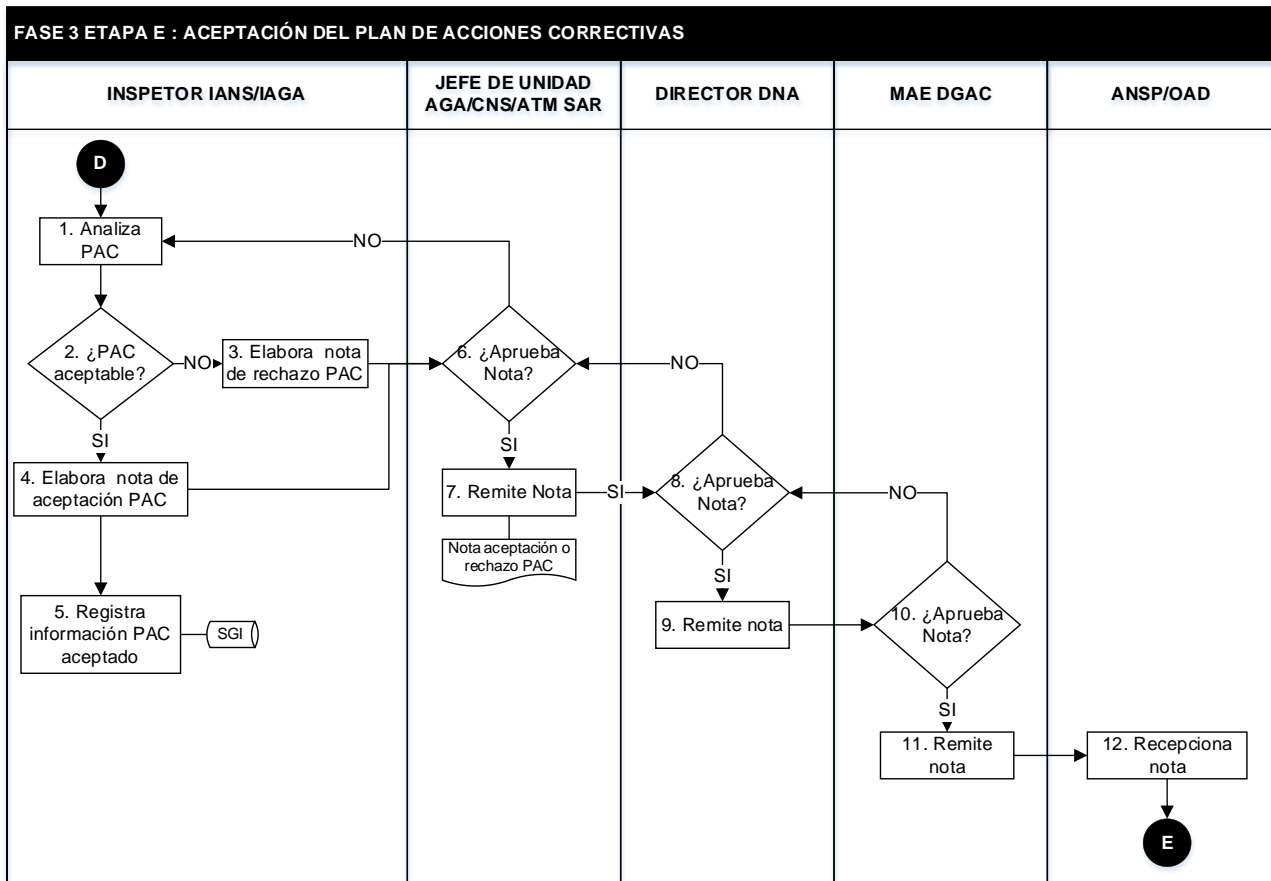 FASE 3 ETAPA E : ACEPTACIÓN DEL PLAN DE ACCIONES CORRECTIVAS
INSPETOR IANS/IAGA
JEFE DE UNIDAD
AGA/CNS/ATM SAR
DIRECTOR DNA
MAE DGAC
ANSP/OAD
D
1. Analiza
PAC
NO
2. ¿PAC
aceptable?
NO
3. Elabora nota
de rechazo PAC
6. ¿Aprueba
Nota?
NO
SI
SI
4. Elabora nota de
aceptación PAC
7. Remite Nota
SI
8. ¿Aprueba
Nota?
NO
Nota aceptación o
rechazo PAC
SI
5. Registra
información PAC
aceptado
SGI
9. Remite nota
10. ¿Aprueba
Nota?
SI
11. Remite
nota
12. Recepciona
nota
E